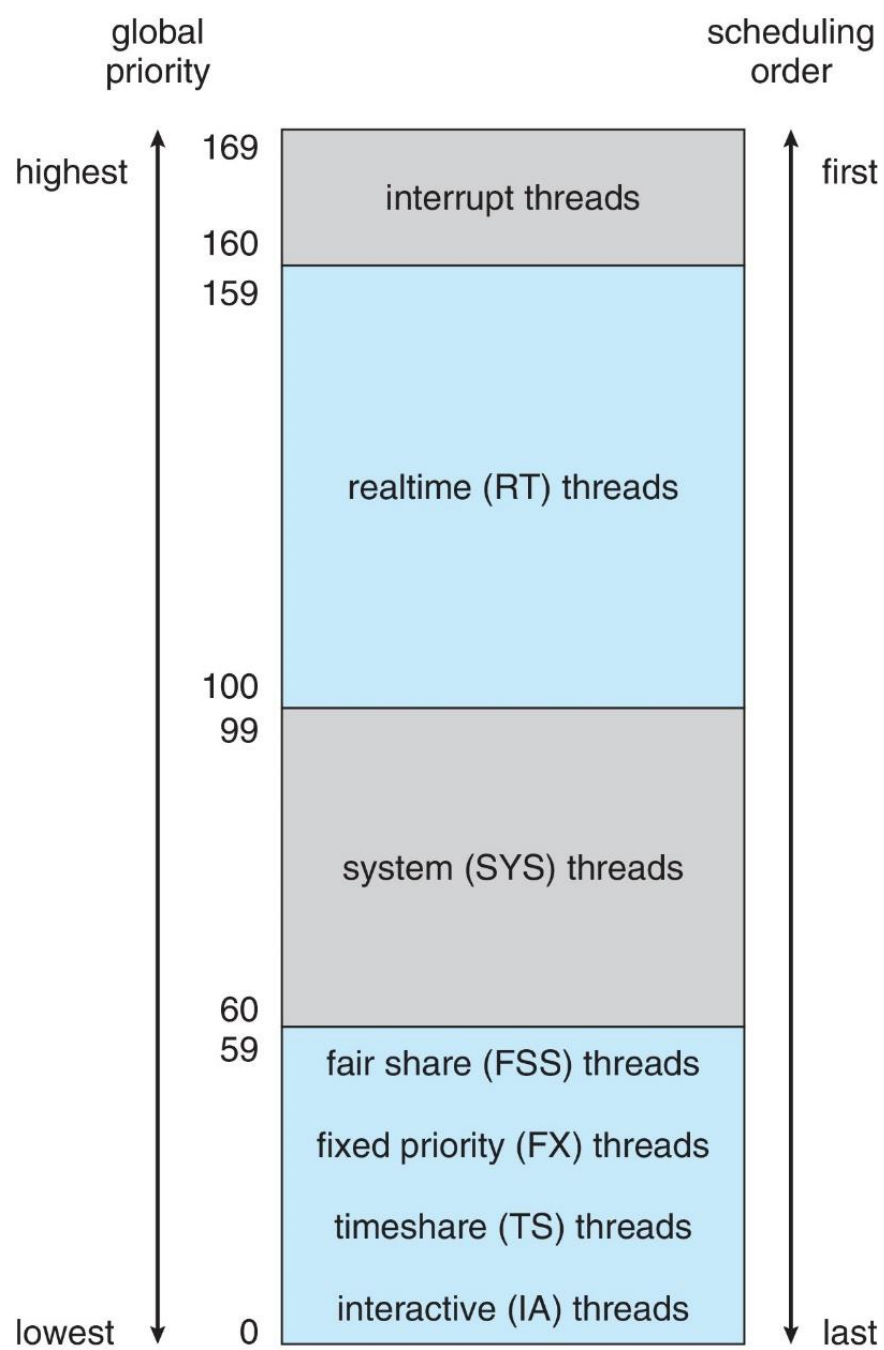 global
priority
scheduling
order
highest
169
interrupt threads
first
160
159
realtime (RT) threads
100
99
system (SYS) threads
60
59
fair share (FSS) threads
fixed priority (FX) threads
timeshare (TS) threads
interactive (IA) threads
lowest
0
last